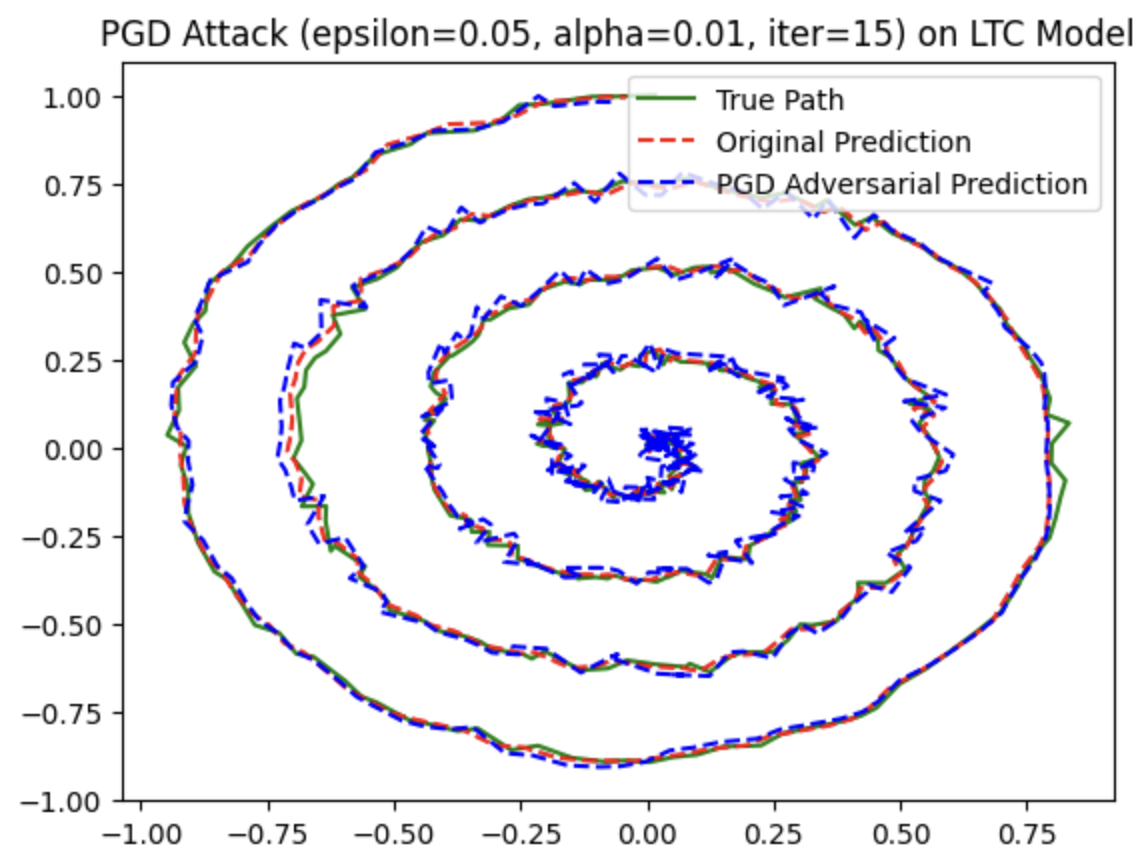 PGD Attack (epsilon=0.05, alpha=0.01, iter=15) on LTC Model
True Path
Original Prediction
PGD Adversarial Prediction
1.00
0.75
0.50
0.25
0.00
−0.25
−0.50
−0.75
−1.00
−1.00 −0.75 −0.50 −0.25 0.00 0.25 0.50 0.75